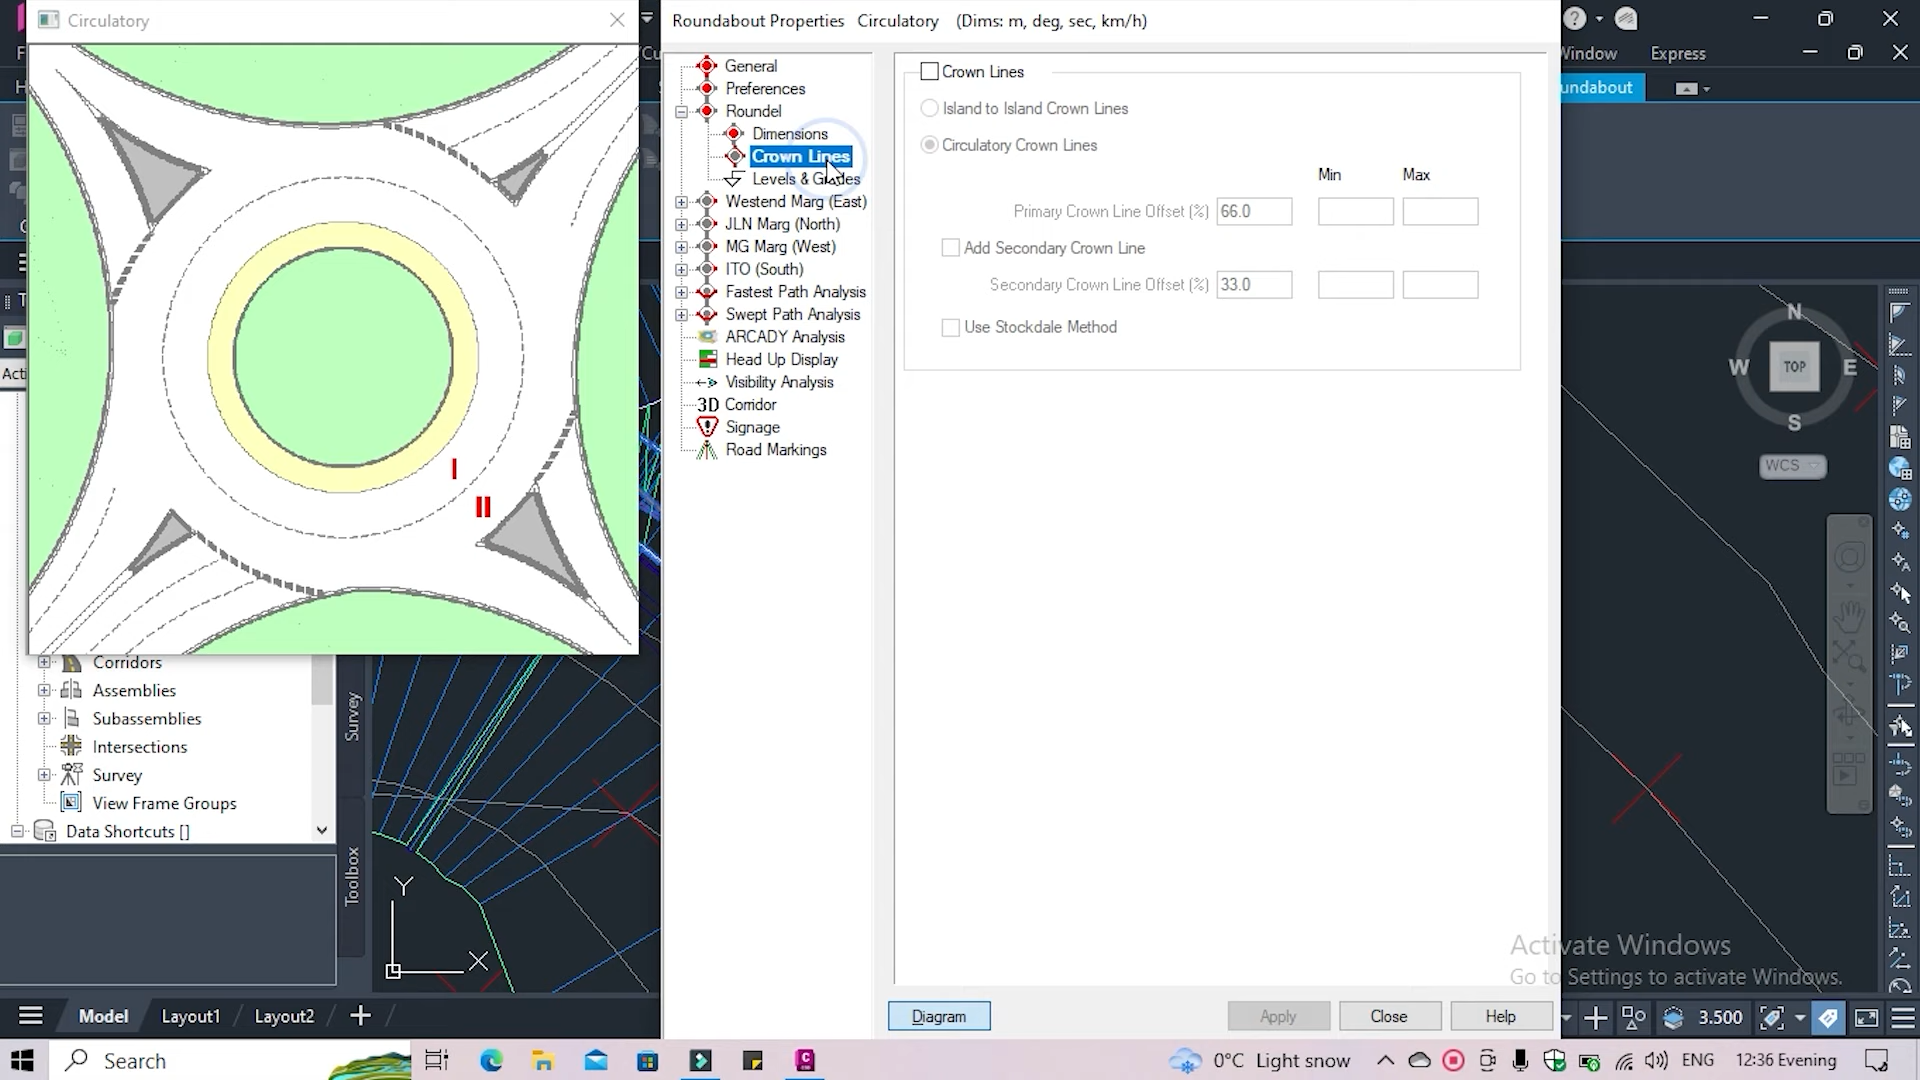 Circulatory
Roundabout Properties Circulatory (Dims: m, deg, sec, km/h)
Window
Express
undabout
General
Preferences
Roundel
Dimensions
Crown Lines
Levels & Grades
Westend Marg (East)
JLN Marg (North)
MG Marg (West)
ITO (South)
Fastest Path Analysis
Swept Path Analysis
ARCADY Analysis
Head Up Display
Visibility Analysis
3D Corridor
Signage
Road Markings
Crown Lines
Island to Island Crown Lines
Circulatory Crown Lines
Min Max
Primary Crown Line Offset (%) 66.0
Add Secondary Crown Line
Secondary Crown Line Offset (%) 33.0
Use Stockdale Method
I
II
N
W TOP E
S
WCS
Acti
Corridors
Assemblies
Subassemblies
Intersections
Survey
View Frame Groups
Data Shortcuts []
Survey
Toolbox
Y
X
Activate Windows
Go to Settings to activate Windows.
Diagram
Apply
Close
Help
Model
Layout1
Layout2
3.500
Search
0°C Light snow
ENG
12:36 Evening